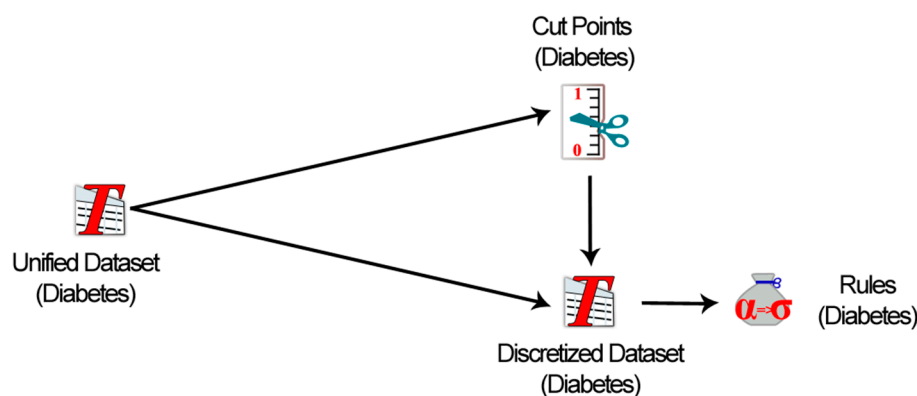 Cut Points
(Diabetes)
1
0
T
Unified Dataset
(Diabetes)
T
α=>σ
Rules
(Diabetes)
Discretized Dataset
(Diabetes)